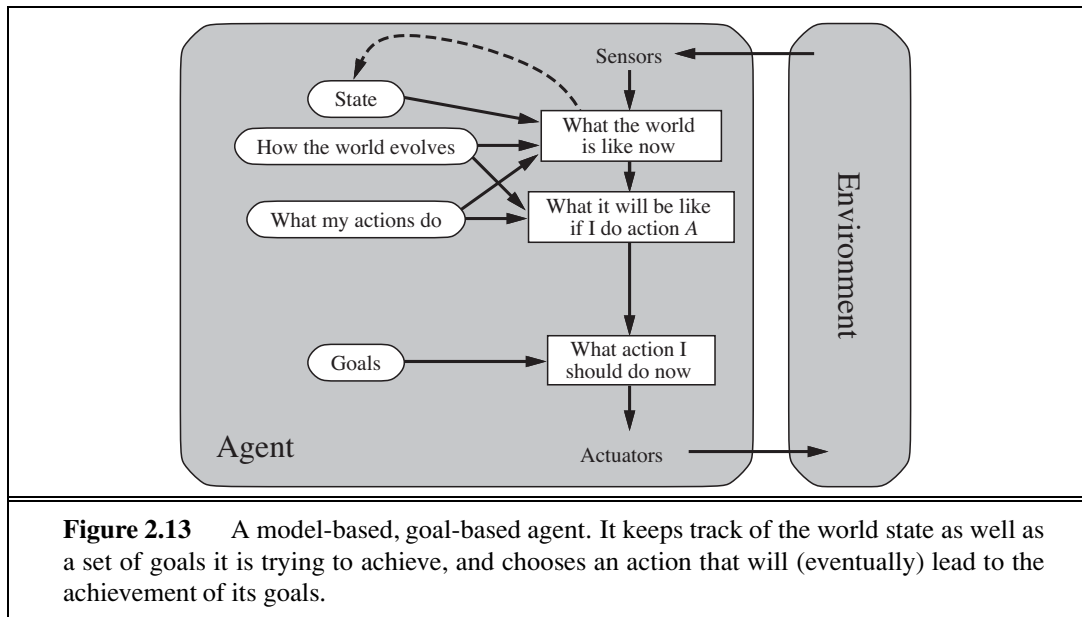 Sensors
State
What the world
is like now
How the world evolves
What my actions do
What it will be like
if I do action A
Goals
What action I
should do now
Agent
Actuators
Environment
Figure 2.13 A model-based, goal-based agent. It keeps track of the world state as well as
a set of goals it is trying to achieve, and chooses an action that will (eventually) lead to the
achievement of its goals.